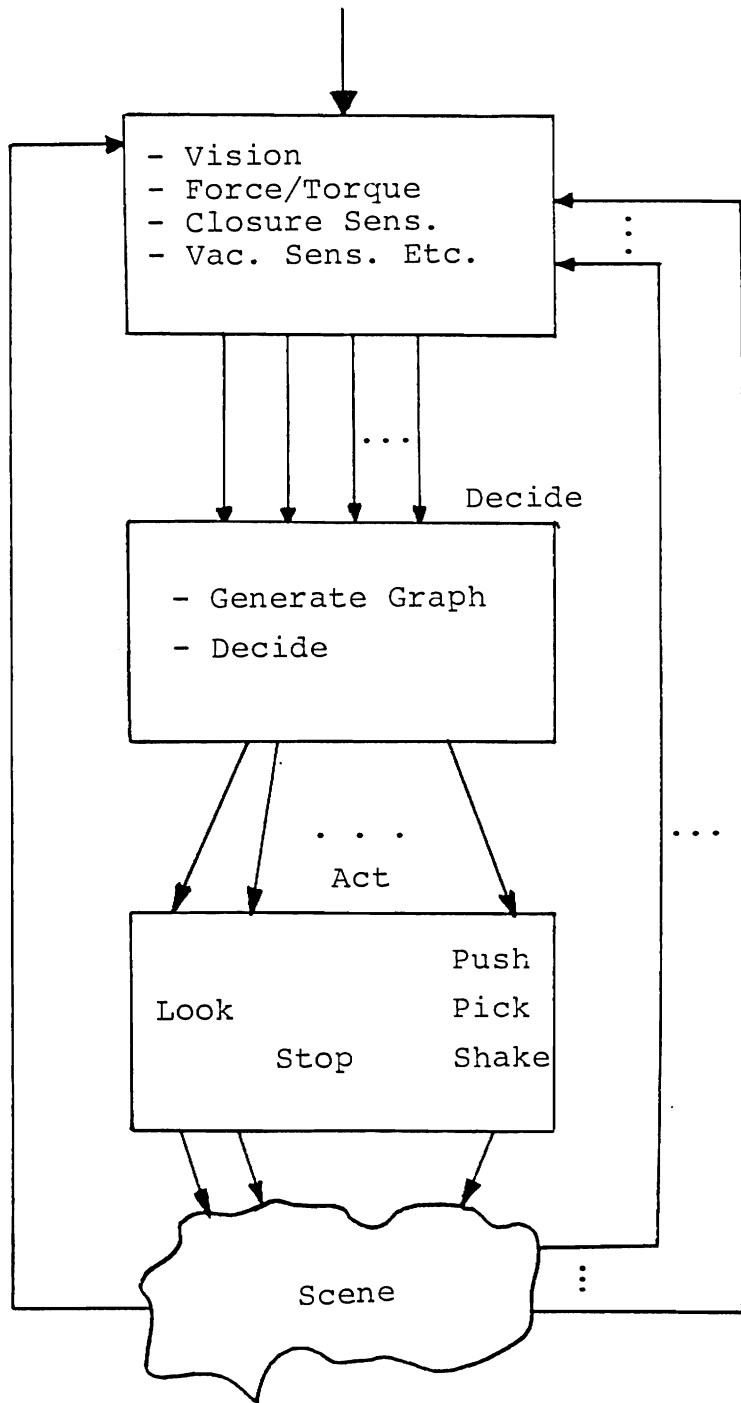 - Vision
- Force/Torque
- Closure Sens.
- Vac. Sens. Etc.
...
...
Decide
- Generate Graph
- Decide
. . .
...
Act
Push
Look
Pick
Stop
Shake
Scene
...